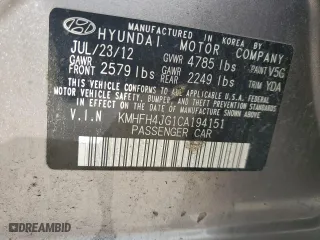 MANUFACTURED IN KOREA BY
HYUNDAI MOTOR COMPANY
JUL/23/12 GVWR 4785 lbs PAINT V5G
GAWR FRONT 2579 lbs GAWR REAR 2249 lbs TRIM YDA
THIS VEHICLE CONFORMS TO ALL APPLICABLE U.S. FEDERAL
MOTOR VEHICLE SAFETY, BUMPER, AND THEFT PREVENTION STANDARDS
IN EFFECT ON THE DATE OF MANUFACTURE SHOWN ABOVE.
V.I.N KMHFH4JG1CA194151
PASSENGER CAR
autobidmaster